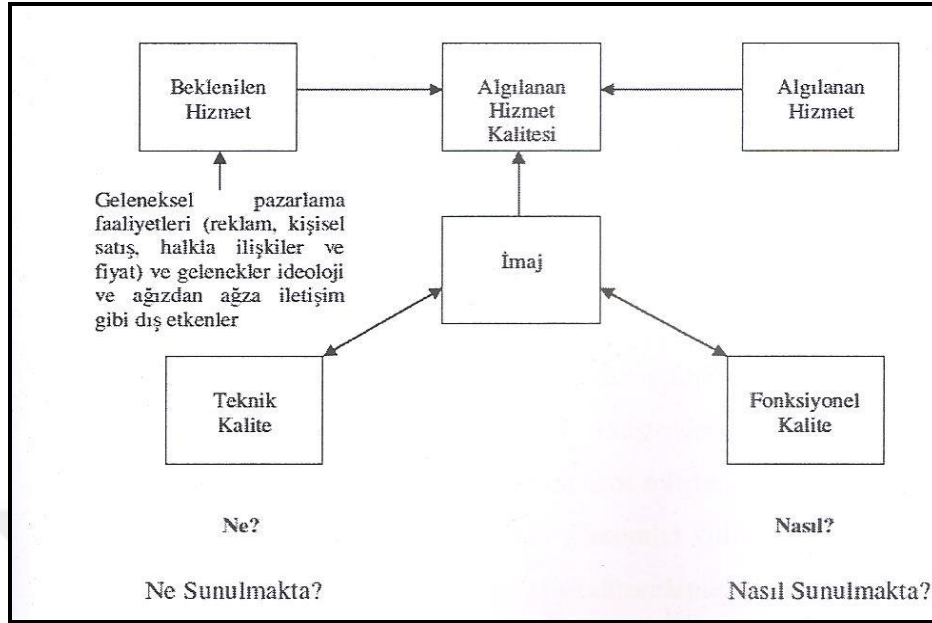 Beklenilen
Hizmet
Algılanan
Hizmet
Kalitesi
Algılanan
Hizmet
Geleneksel pazarlama
faaliyetleri (reklam, kişisel
satış, halkla ilişkiler ve
fiyat) ve gelenekler ideoloji
ve ağızdan ağza iletişim
gibi dış etkenler
İmaj
Teknik
Kalite
Fonksiyonel
Kalite
Ne?
Nasıl?
Ne Sunulmakta?
Nasıl Sunulmakta?